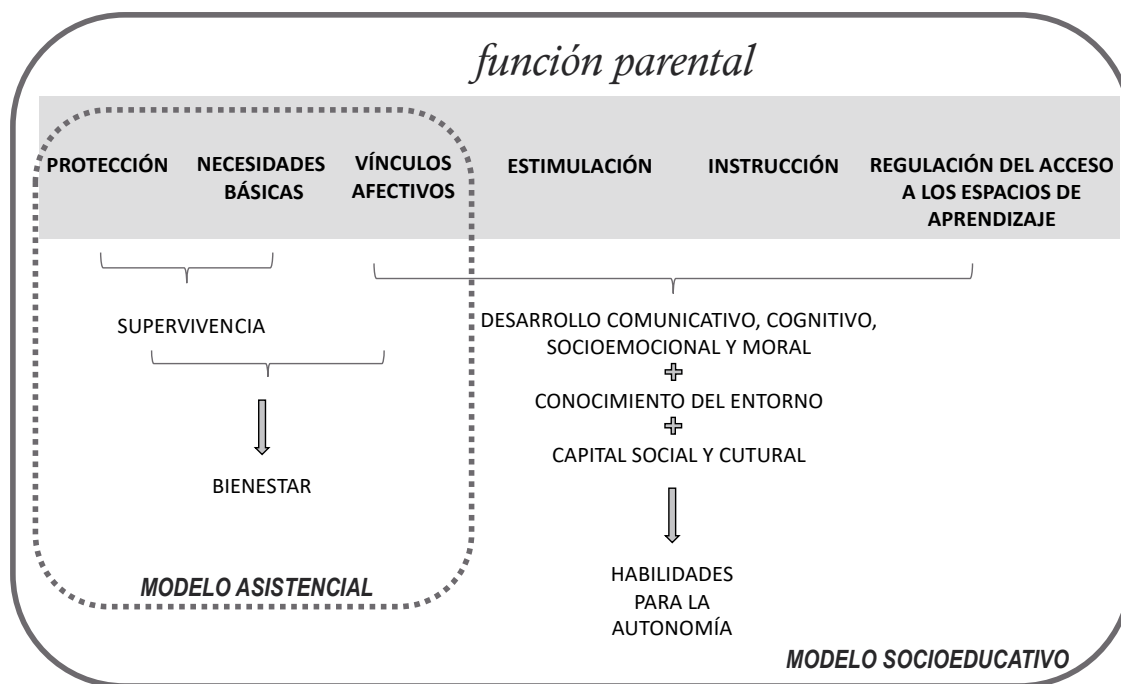 función parental
PROTECCIÓN
NECESIDADES
BÁSICAS
VÍNCULOS
AFECTIVOS
ESTIMULACIÓN
INSTRUCCIÓN
REGULACIÓN DEL ACCESO
A LOS ESPACIOS DE
APRENDIZAJE
SUPERVIVENCIA
BIENESTAR
MODELO ASISTENCIAL
DESARROLLO COMUNICATIVO, COGNITIVO,
SOCIOEMOCIONAL Y MORAL
CONOCIMIENTO DEL ENTORNO
CAPITAL SOCIAL Y CUTURAL
HABILIDADES
PARA LA
AUTONOMÍA
MODELO SOCIOEDUCATIVO